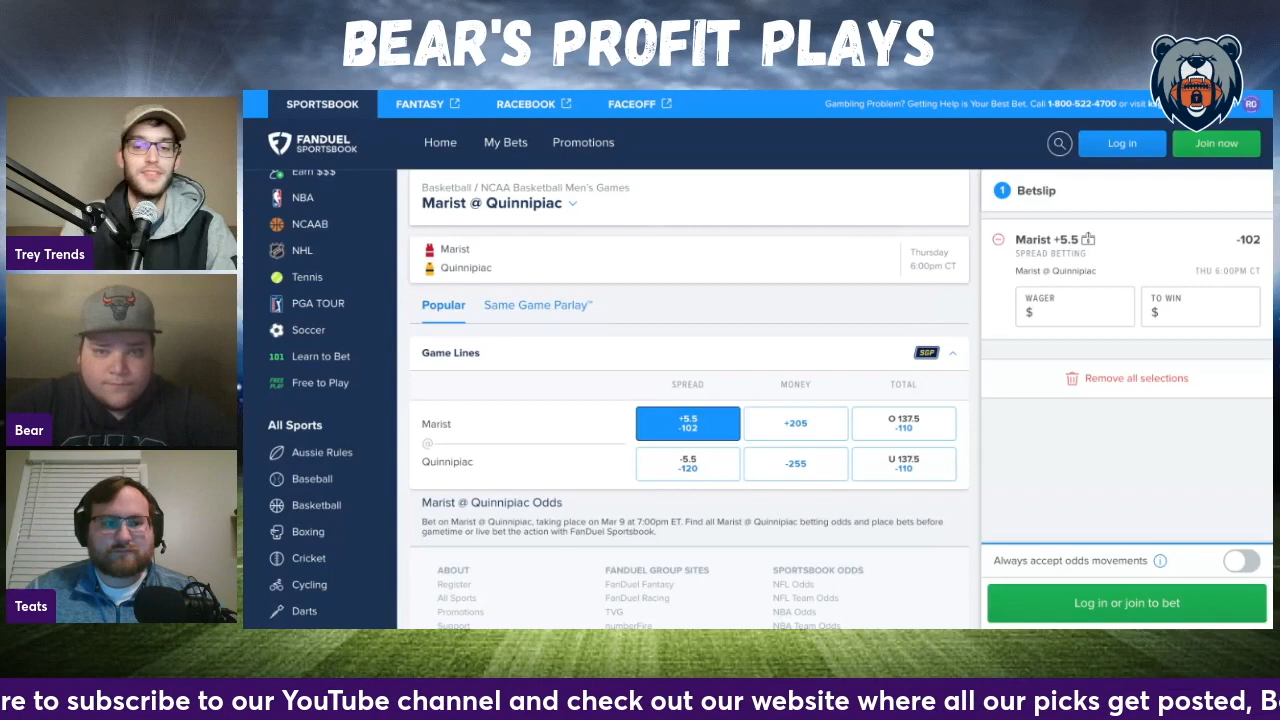 BEAR'S PROFIT PLAYS
SPORTSBOOK
FANTASY
RACEBOOK
FACEOFF
Gambling Problem? Getting Help is Your Best Bet. Call 1-800-522-4700 or visit
RG
FANDUEL
SPORTSBOOK
Home
My Bets
Promotions
Log in
Join now
Earn $$$
NBA
NCAAB
NHL
Tennis
PGA TOUR
Soccer
101 Learn to Bet
FREE PLAY Free to Play
All Sports
Aussie Rules
Baseball
Basketball
Boxing
Cricket
Cycling
Darts
Basketball / NCAA Basketball Men's Games
Marist @ Quinnipiac
Marist
Quinnipiac
Thursday
6:00pm CT
Popular
Same Game Parlay™
Game Lines
SGP
SPREAD MONEY TOTAL
Marist
+5.5
-102
+205
O 137.5
-110
@
Quinnipiac
-5.5
-120
-255
U 137.5
-110
Marist @ Quinnipiac Odds
Bet on Marist @ Quinnipiac, taking place on Mar 9 at 7:00pm ET. Find all Marist @ Quinnipiac betting odds and place bets before
gametime or live bet the action with FanDuel Sportsbook.
ABOUT
Register
All Sports
Promotions
Support
FANDUEL GROUP SITES
FanDuel Fantasy
FanDuel Racing
TVG
numberFire
SPORTSBOOK ODDS
NFL Odds
NFL Team Odds
NBA Odds
NBA Team Odds
1 Betslip
Marist +5.5
-102
SPREAD BETTING
Marist @ Quinnipiac
THU 6:00PM CT
WAGER
$
TO WIN
$
Remove all selections
Always accept odds movements
Log in or join to bet
Trey Trends
Bear
Teats
re to subscribe to our YouTube channel and check out our website where all our picks get posted, B